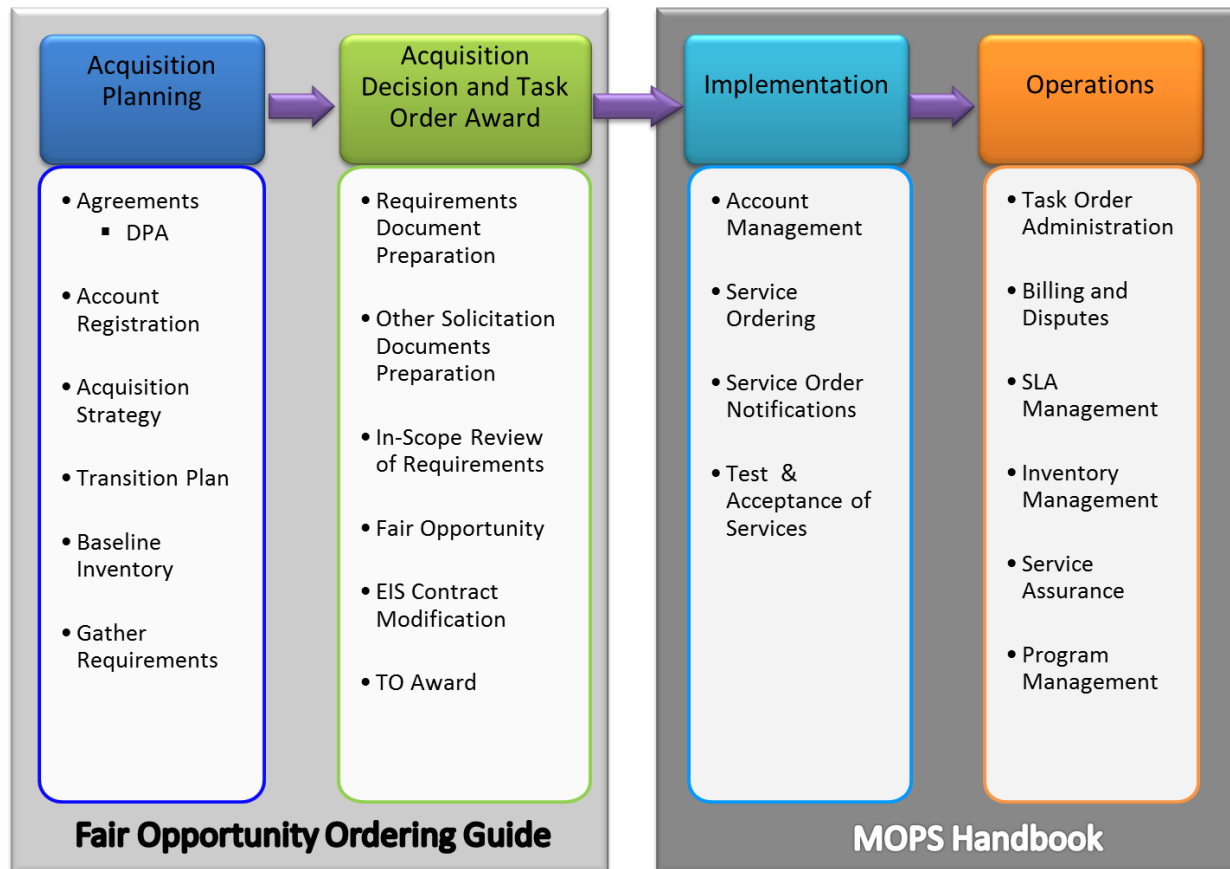 Acquisition
Planning
• Agreements
▪ DPA
• Account
Registration
• Acquisition
Strategy
• Transition Plan
• Baseline
Inventory
• Gather
Requirements
Acquisition
Decision and Task
Order Award
• Requirements
Document
Preparation
• Other Solicitation
Documents
Preparation
• In-Scope Review
of Requirements
• Fair Opportunity
• EIS Contract
Modification
• TO Award
Fair Opportunity Ordering Guide
Implementation
• Account
Management
• Service
Ordering
• Service Order
Notifications
• Test &
Acceptance of
Services
Operations
• Task Order
Administration
• Billing and
Disputes
• SLA
Management
• Inventory
Management
• Service
Assurance
• Program
Management
MOPS Handbook